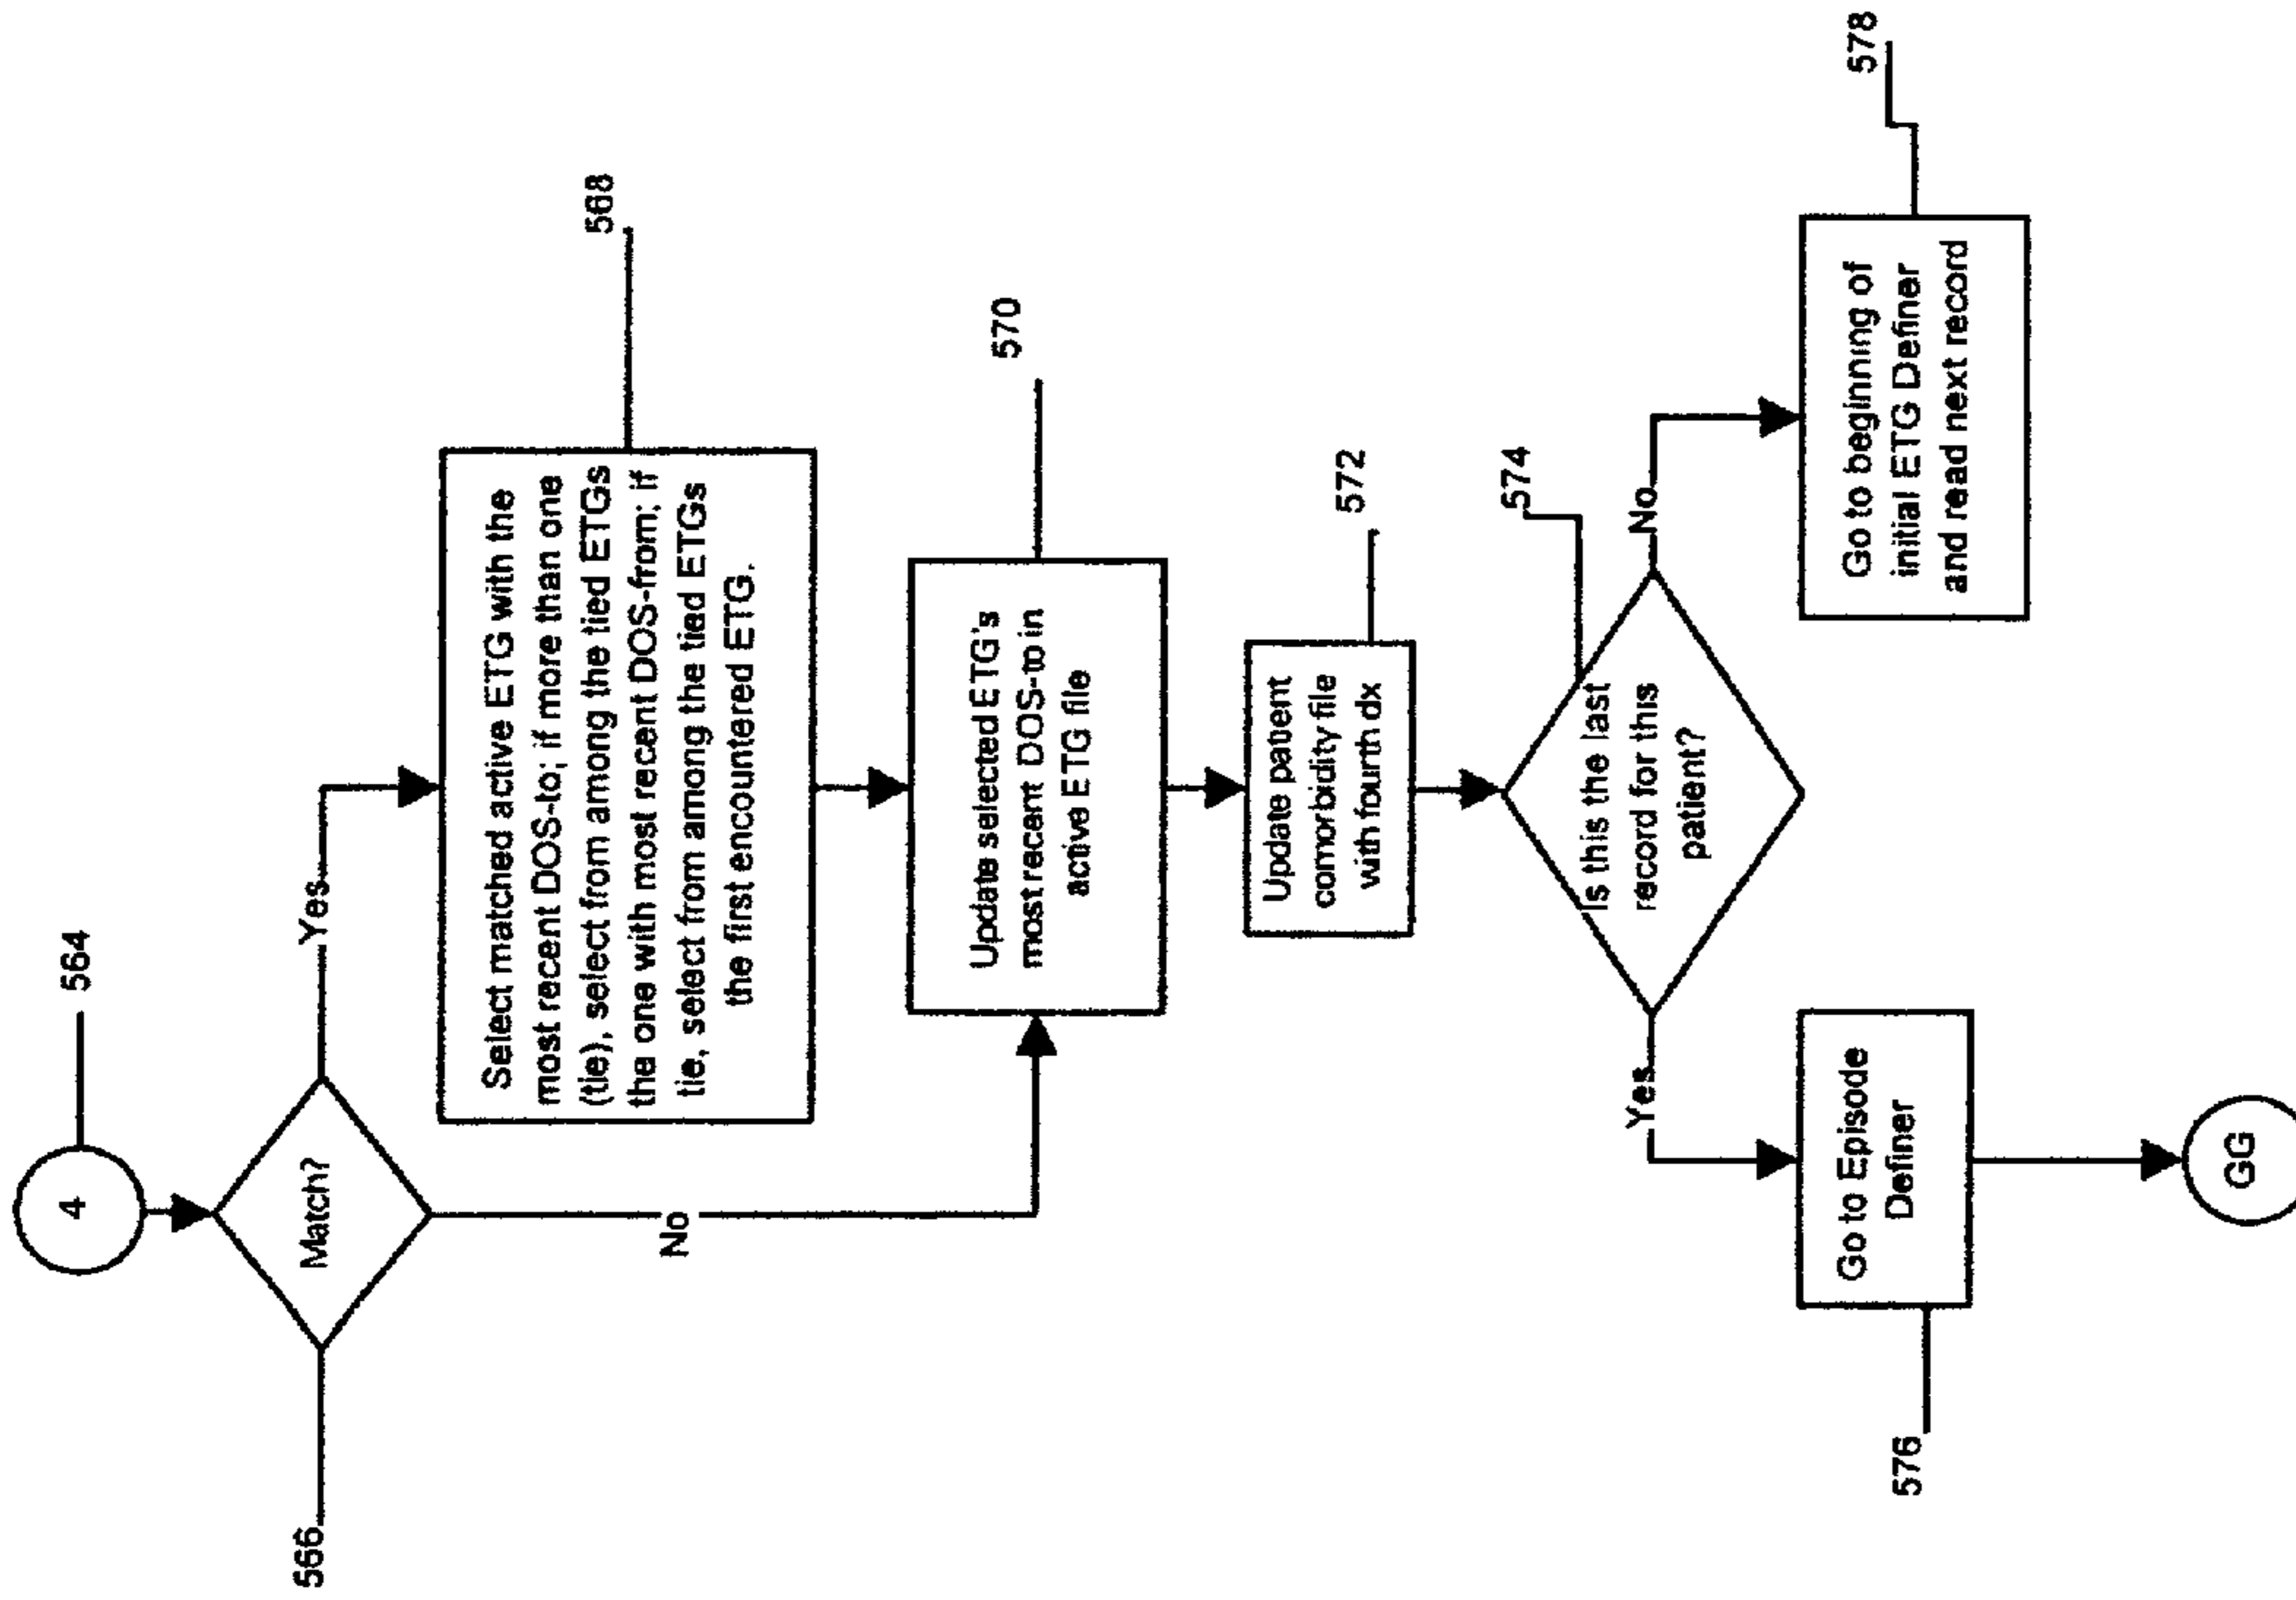 4
564
Match?
566
Yes
No
Select matched active ETG with the
most recent DOS-to; if more than one
(tie), select from among the tied ETGs
the one with most recent DOS-from; if
tie, select from among the tied ETGs
the first encountered ETG.
568
Update selected ETG's
most recent DOS-to in
active ETG file
570
Update patient
comorbidity file
with fourth dx
572
Is this the last
record for this
patient?
574
Yes
No
Go to Episode
Definer
576
Go to beginning of
initial ETG Definer
and read next record
578
GG